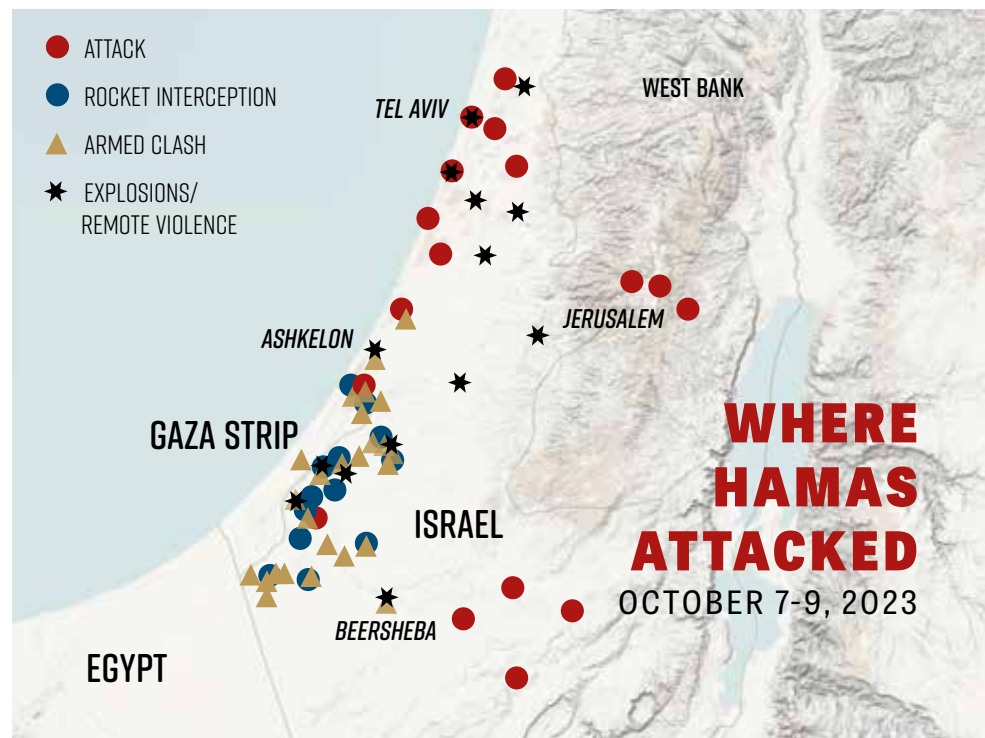 ATTACK
ROCKET INTERCEPTION
ARMED CLASH
EXPLOSIONS/
REMOTE VIOLENCE
WEST BANK
TEL AVIV
JERUSALEM
ASHKELON
GAZA STRIP
ISRAEL
WHERE
HAMAS
ATTACKED
OCTOBER 7-9, 2023
BEERSHEBA
EGYPT